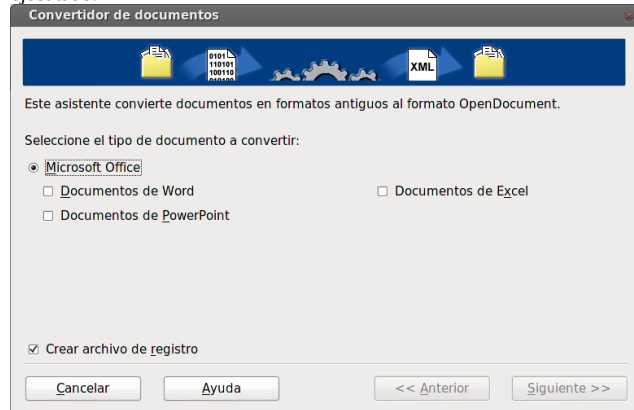 Convertidor de documentos
0101
110101
100110
010100
XML
Este asistente convierte documentos en formatos antiguos al formato OpenDocument.
Seleccione el tipo de documento a convertir:
Microsoft Office
Documentos de Word
Documentos de Excel
Documentos de PowerPoint
Crear archivo de registro
Cancelar
Ayuda
<< Anterior
Siguiente >>